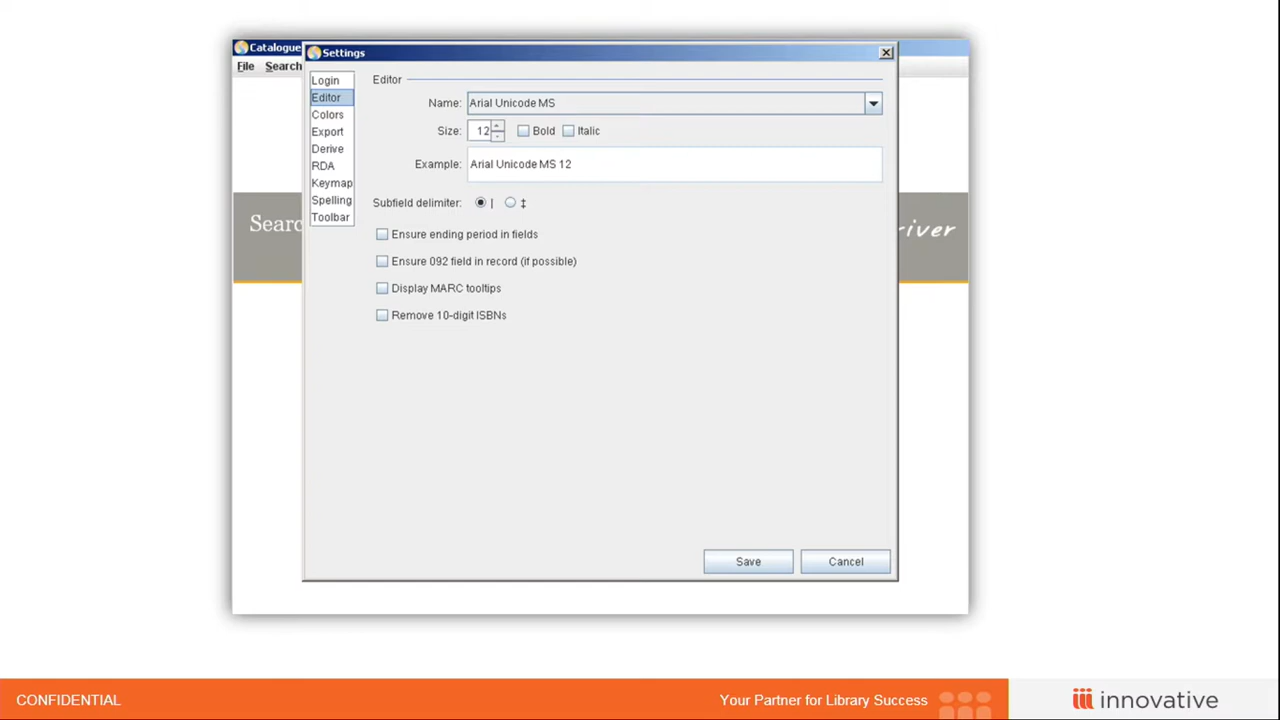 Catalogue
Settings
File Search
Login
Editor
Colors
Export
Derive
RDA
Keymap
Spelling
Toolbar
Editor
Name: Arial Unicode MS
Size: 12 Bold Italic
Example: Arial Unicode MS 12
Subfield delimiter: | ‡
Ensure ending period in fields
Ensure 092 field in record (if possible)
Display MARC tooltips
Remove 10-digit ISBNs
Save Cancel
CONFIDENTIAL
Your Partner for Library Success
innovative